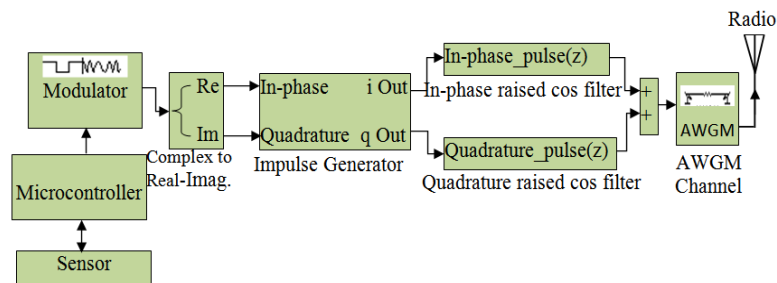 Radio
Modulator
Re
Im
Complex to
Real-Imag.
In-phase i Out
Quadrature q Out
Impulse Generator
In-phase_pulse(z)
In-phase raised cos filter
Quadrature_pulse(z)
Quadrature raised cos filter
+
+
AWGM
AWGM
Channel
Microcontroller
Sensor